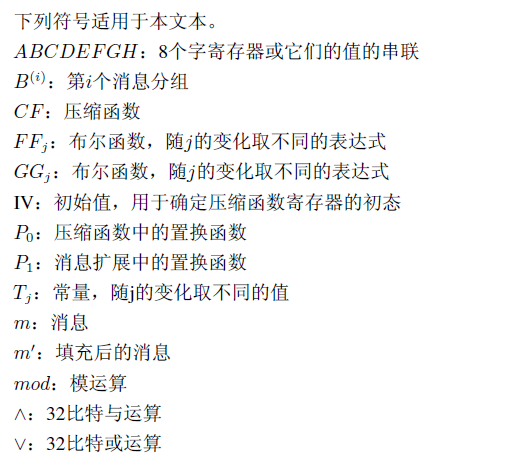 下列符号适用于本文本。
ABCDEFGH：8个字寄存器或它们的值的串联
B^(i)：第i个消息分组
CF：压缩函数
FF_j：布尔函数，随j的变化取不同的表达式
GG_j：布尔函数，随j的变化取不同的表达式
IV：初始值，用于确定压缩函数寄存器的初态
P_0：压缩函数中的置换函数
P_1：消息扩展中的置换函数
T_j：常量，随j的变化取不同的值
m：消息
m′：填充后的消息
mod：模运算
∧：32比特与运算
∨：32比特或运算